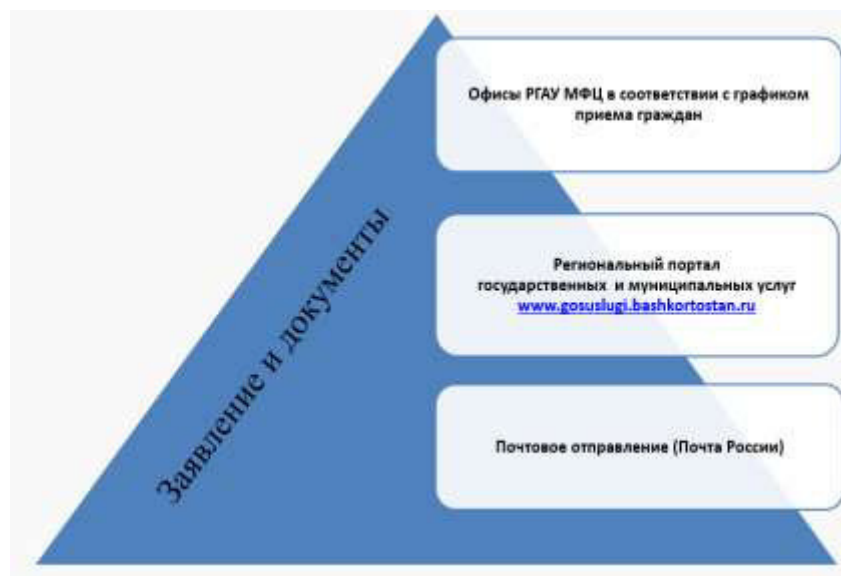 Офисы РГАУ МФЦ в соответствии с графиком
приема граждан
Заявление и документы
Региональный портал
государственных и муниципальных услуг
www.gosuslugi.bashkortostan.ru
Почтовое отправление (Почта России)